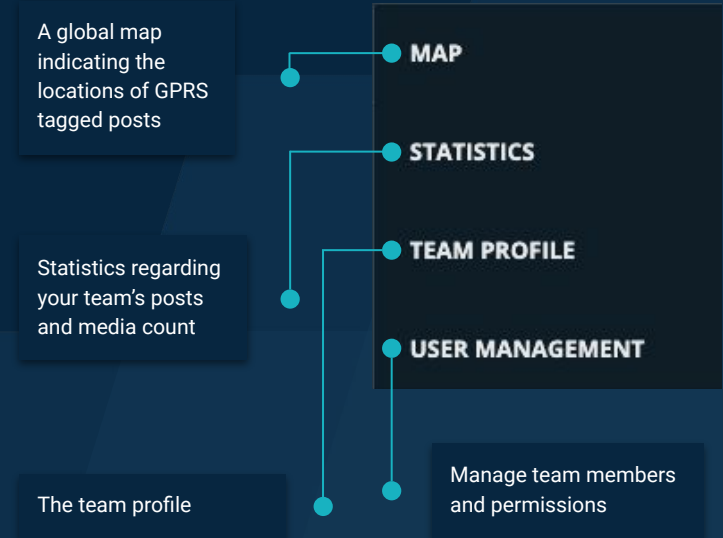 A global map
indicating the
locations of GPRS
tagged posts
MAP
STATISTICS
Statistics regarding
your team's posts
and media count
TEAM PROFILE
USER MANAGEMENT
The team profile
Manage team members
and permissions